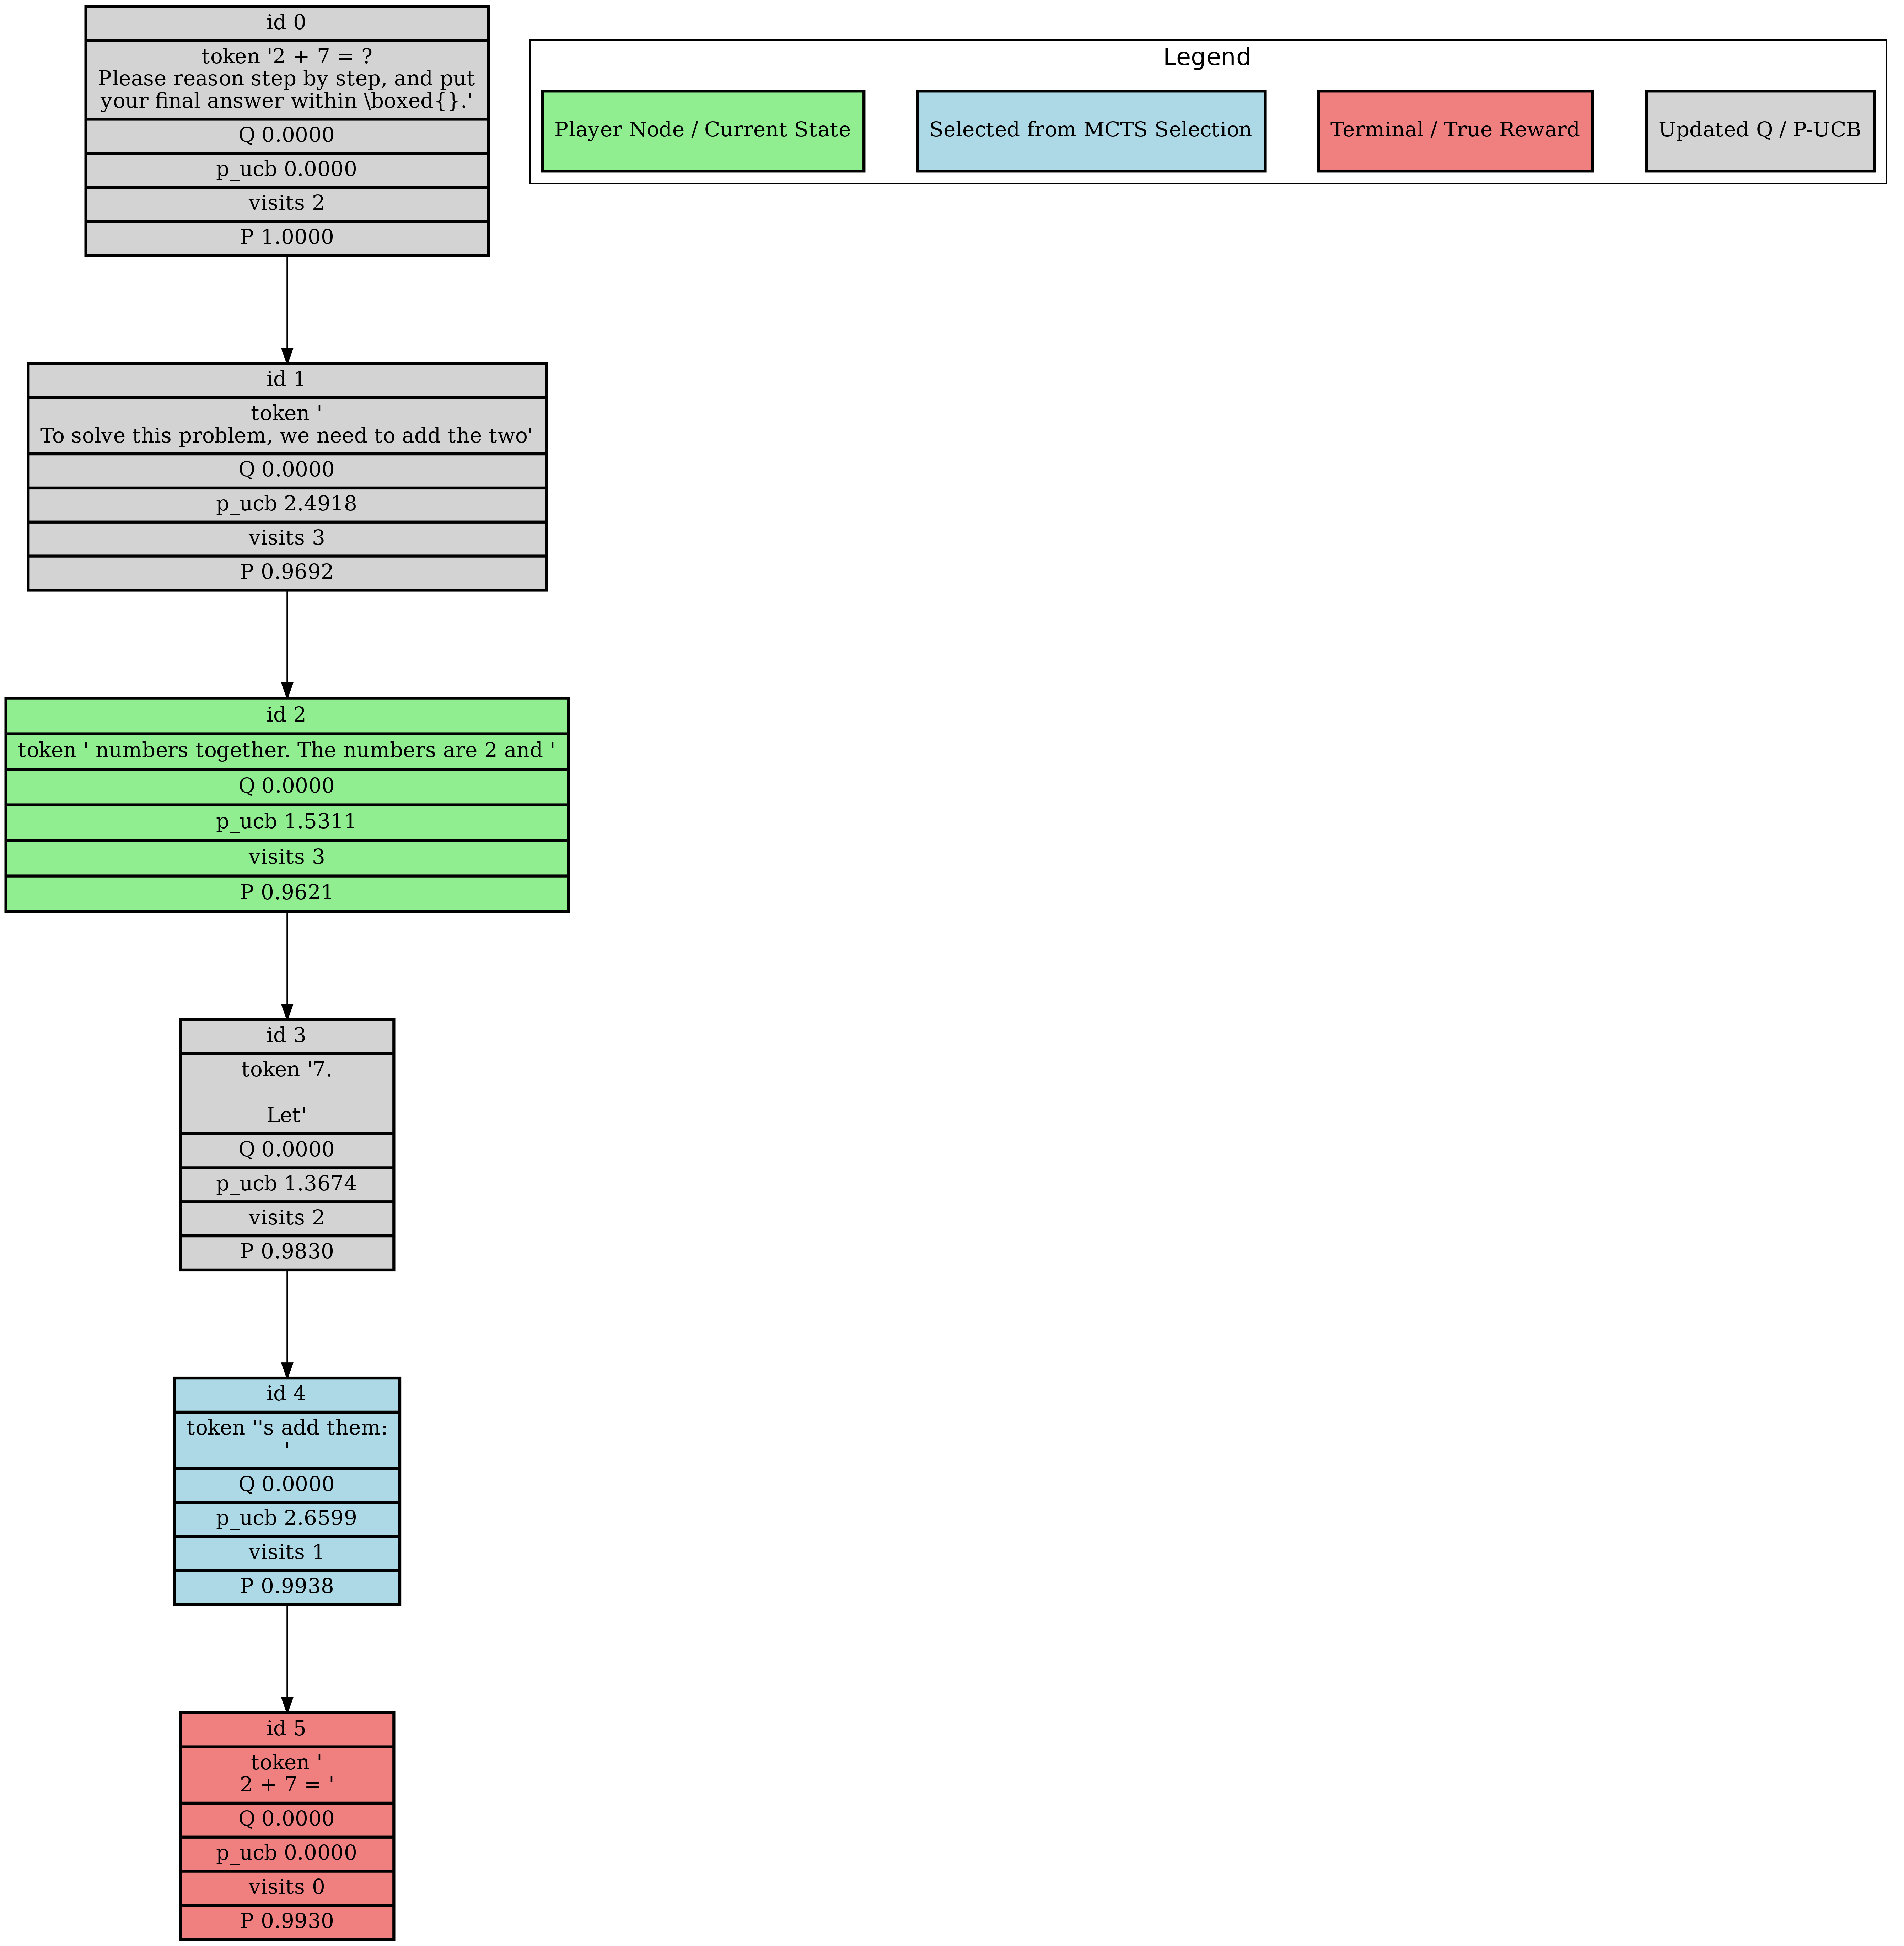 id 0
token '2 + 7 = ?
Please reason step by step, and put
your final answer within \boxed{}.'
Q 0.0000
p_ucb 0.0000
visits 2
P 1.0000
Legend
Player Node / Current State
Selected from MCTS Selection
Terminal / True Reward
Updated Q / P-UCB
id 1
token '
To solve this problem, we need to add the two'
Q 0.0000
p_ucb 2.4918
visits 3
P 0.9692
id 2
token ' numbers together. The numbers are 2 and '
Q 0.0000
p_ucb 1.5311
visits 3
P 0.9621
id 3
token '7.
Let'
Q 0.0000
p_ucb 1.3674
visits 2
P 0.9830
id 4
token ''s add them:
'
Q 0.0000
p_ucb 2.6599
visits 1
P 0.9938
id 5
token '
2 + 7 = '
Q 0.0000
p_ucb 0.0000
visits 0
P 0.9930